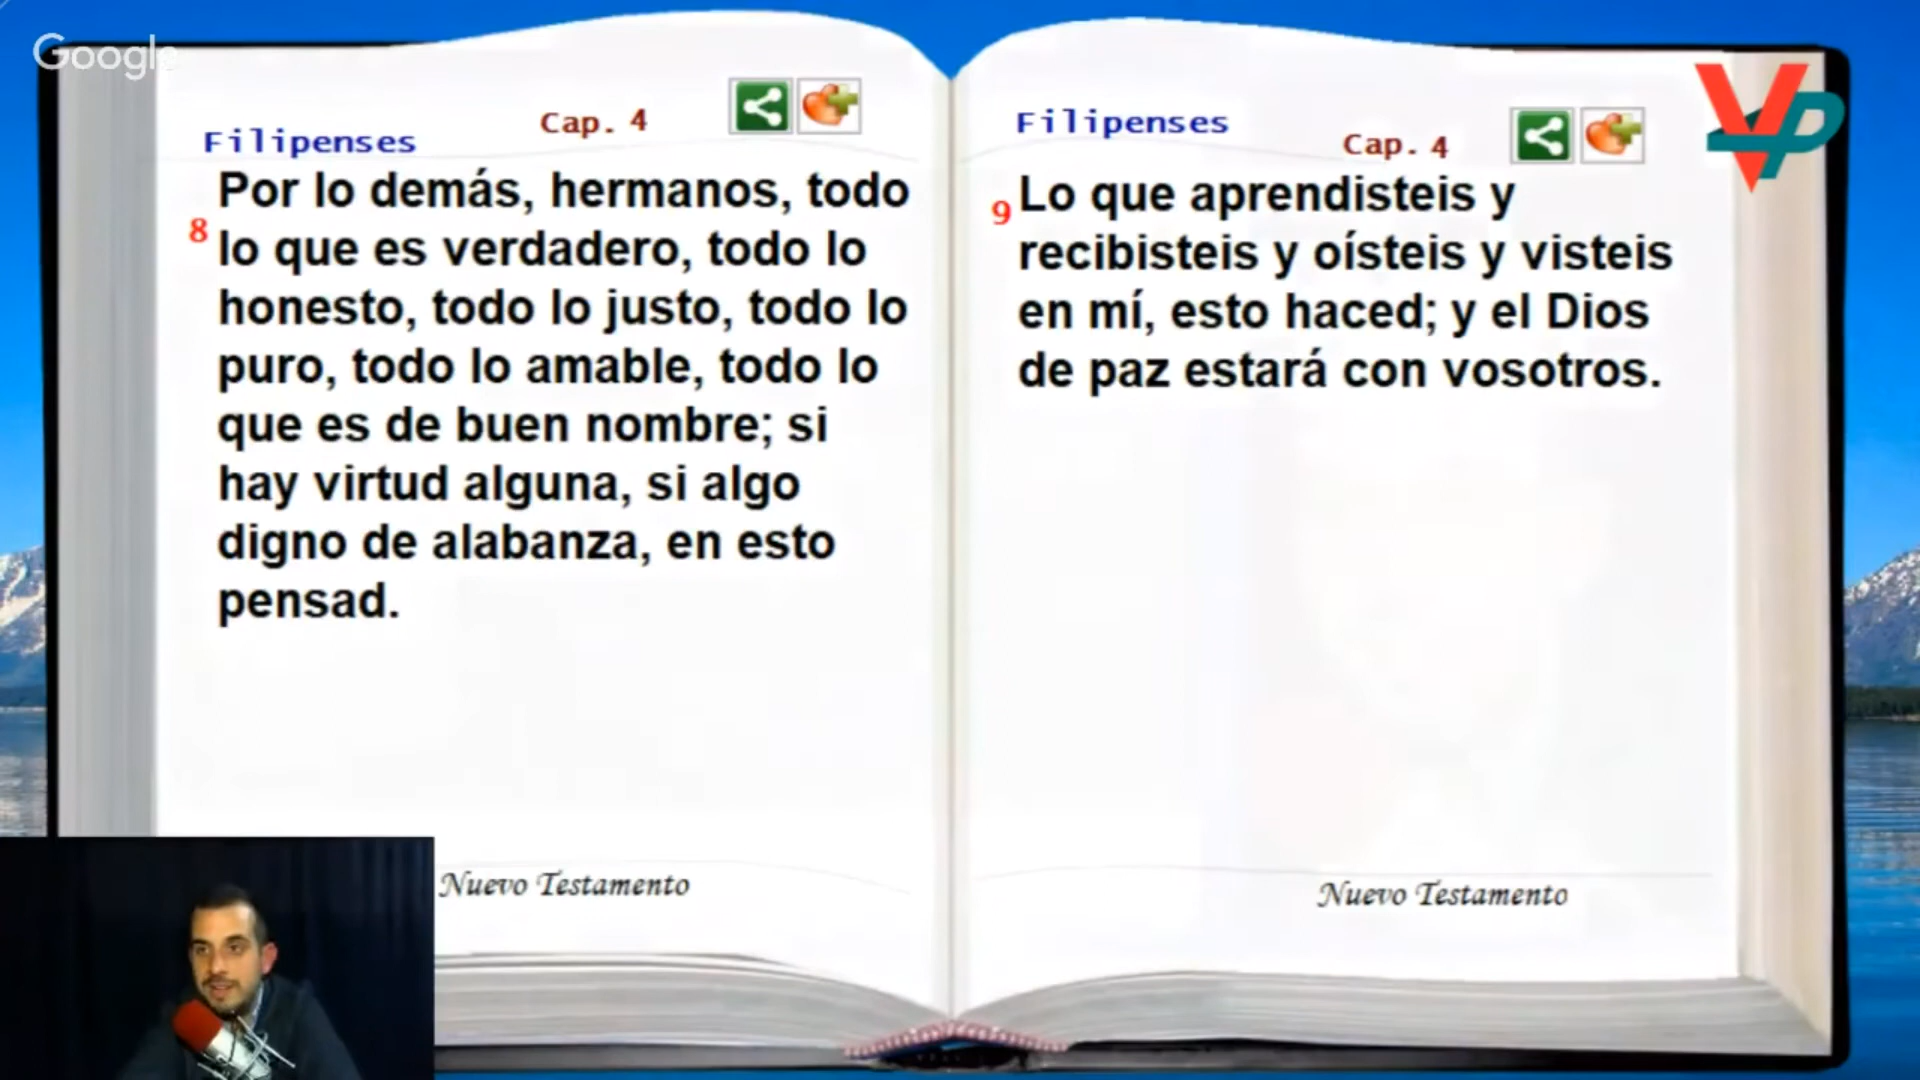 Google
Filipenses
Cap. 4
8
Por lo demás, hermanos, todo
lo que es verdadero, todo lo
honesto, todo lo justo, todo lo
puro, todo lo amable, todo lo
que es de buen nombre; si
hay virtud alguna, si algo
digno de alabanza, en esto
pensad.
Nuevo Testamento
Filipenses
Cap. 4
9
Lo que aprendisteis y
recibisteis y oísteis y visteis
en mí, esto haced; y el Dios
de paz estará con vosotros.
Nuevo Testamento
VP